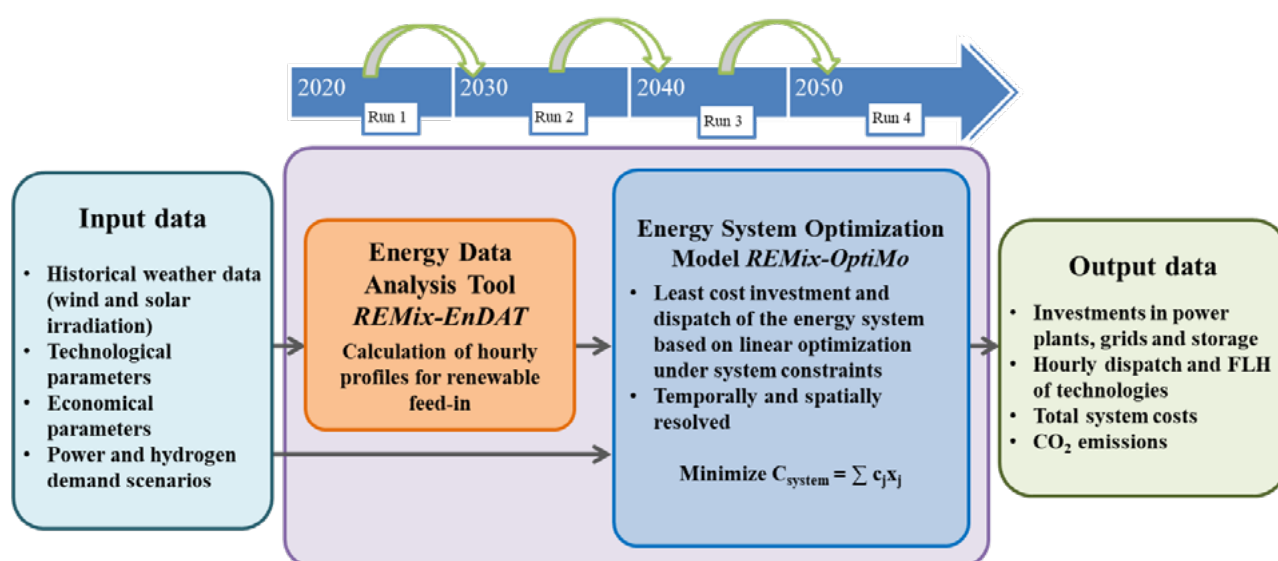 2020
2030
2040
2050
Run 1
Run 2
Run 3
Run 4
Input data
• Historical weather data
(wind and solar
irradiation)
• Technological
parameters
• Economical
parameters
• Power and hydrogen
demand scenarios
Energy Data
Analysis Tool
REMix-EnDAT
Calculation of hourly
profiles for renewable
feed-in
Energy System Optimization
Model REMix-OptiMo
• Least cost investment and
dispatch of the energy system
based on linear optimization
under system constraints
• Temporally and spatially
resolved
Minimize C_system = ∑ c_j x_j
Output data
• Investments in power
plants, grids and storage
• Hourly dispatch and FLH
of technologies
• Total system costs
• CO₂ emissions